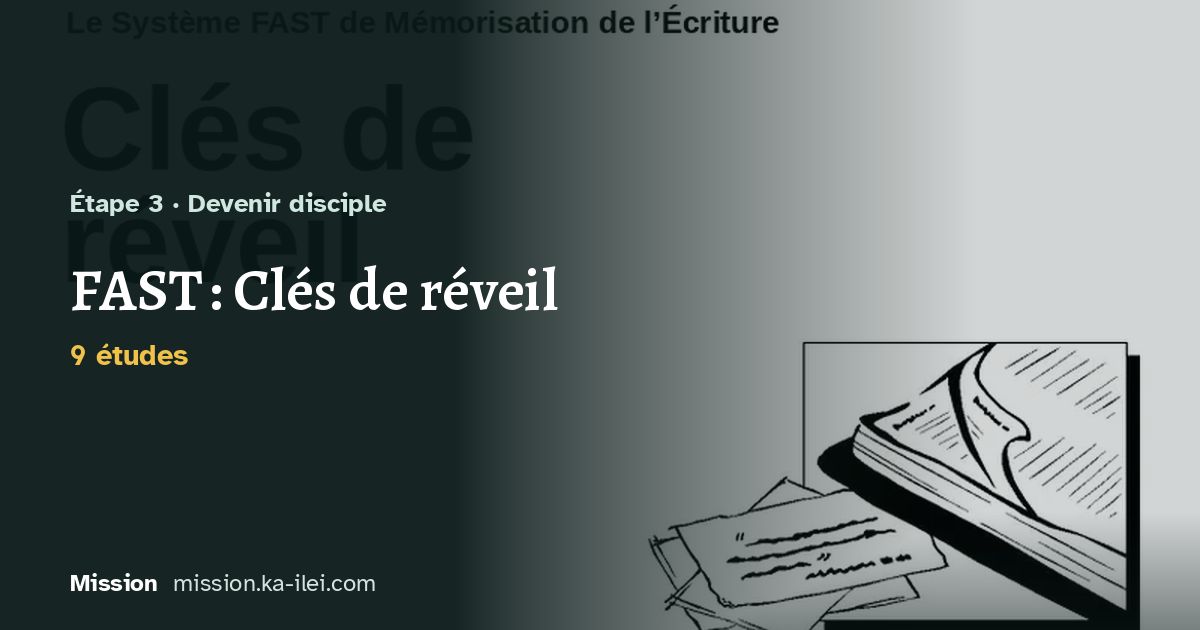 Le Système FAST de Mémorisation de l’Écriture
Clés de
réveil
Étape 3 · Devenir disciple
FAST : Clés de réveil
9 études
Mission mission.ka-ilei.com